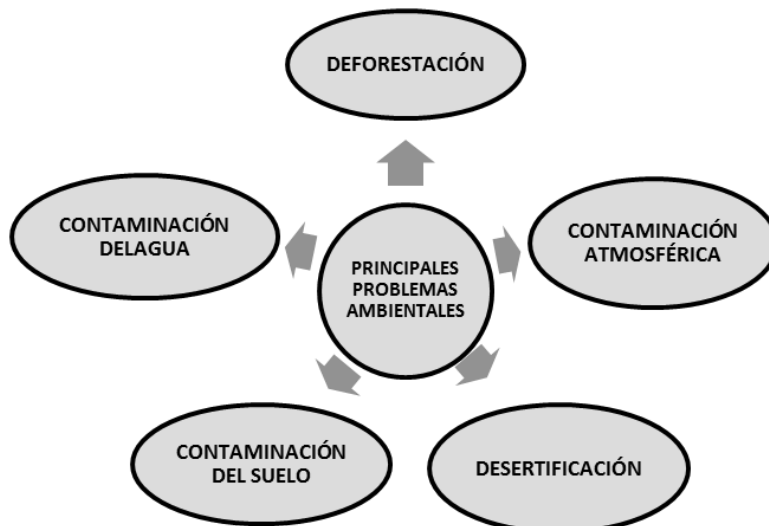 DEFORESTACIÓN
CONTAMINACIÓN
DELAGUA
CONTAMINACIÓN
ATMOSFÉRICA
PRINCIPALES
PROBLEMAS
AMBIENTALES
CONTAMINACIÓN
DEL SUELO
DESERTIFICACIÓN